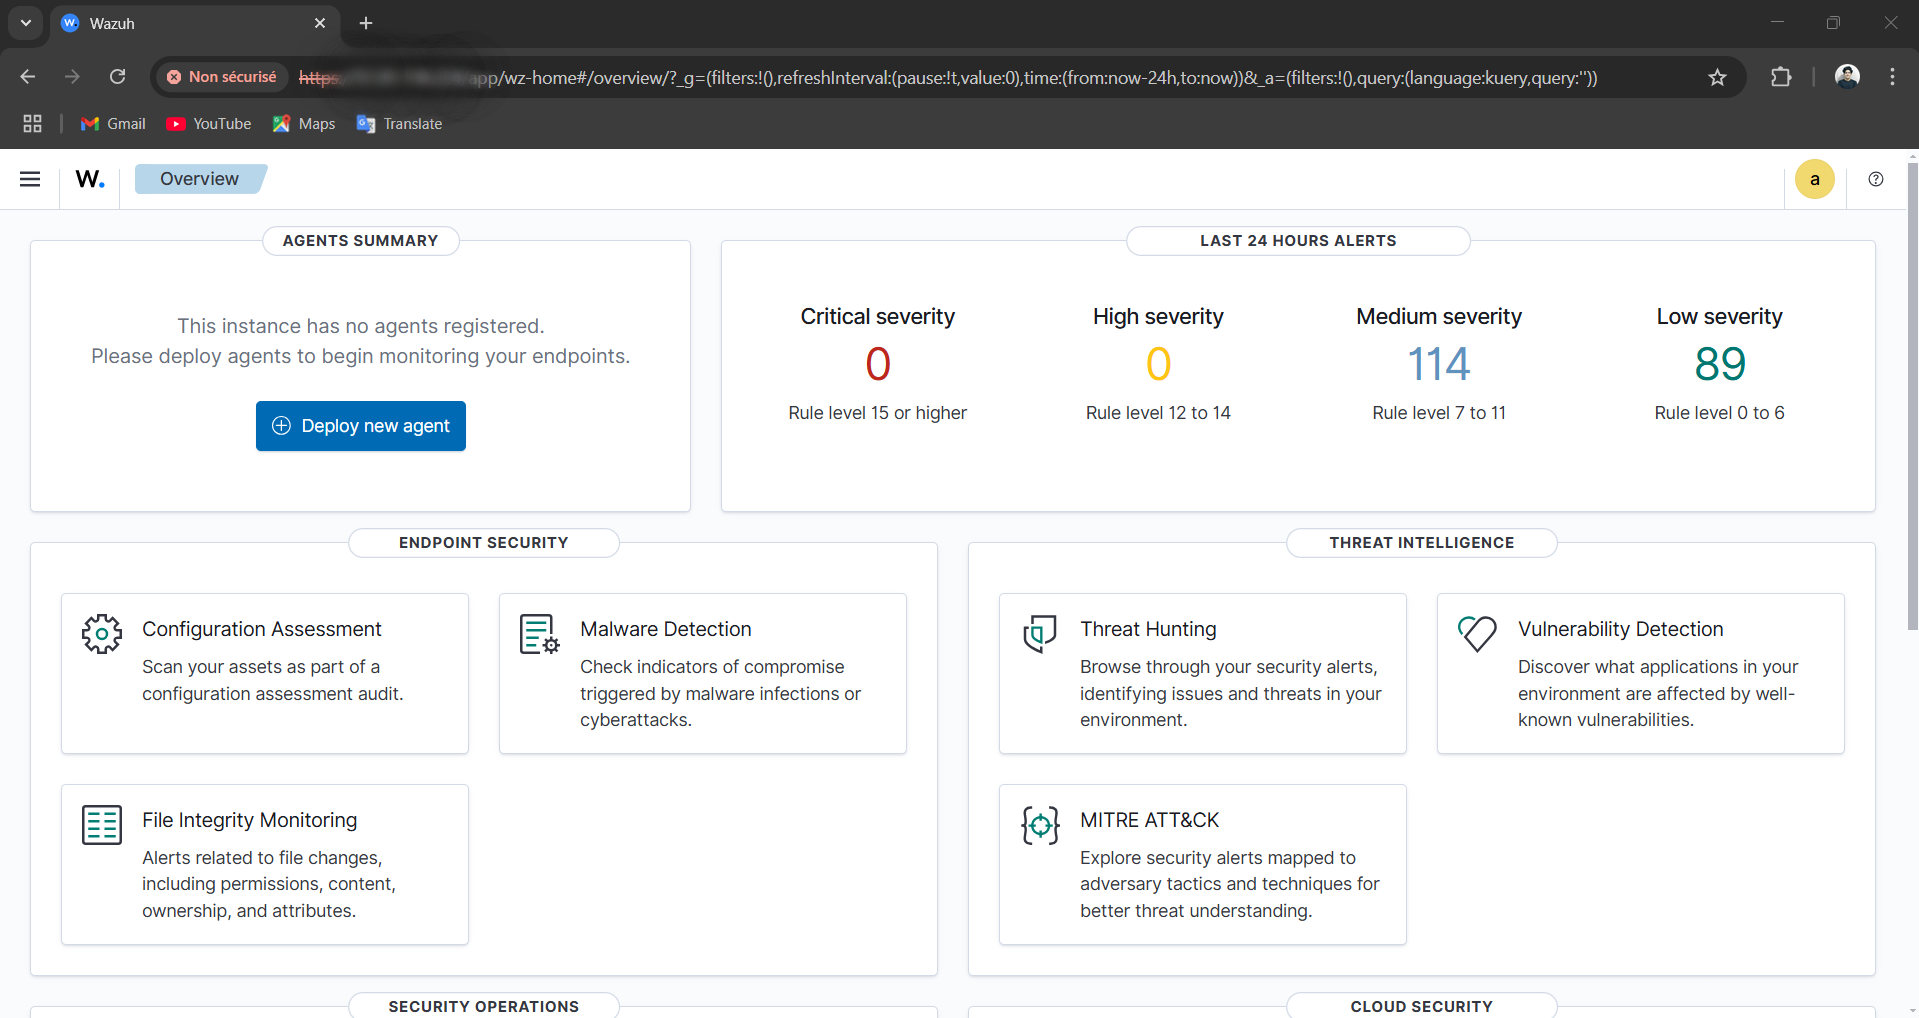 Wazuh
Non sécurisé
app/wz-home#/overview/?_g=(filters:!(),refreshInterval:(pause:!t,value:0),time:(from:now-24h,to:now))&_a=(filters:!(),query:(language:kuery,query:''))
Gmail
YouTube
Maps
Translate
W.
Overview
a
AGENTS SUMMARY
This instance has no agents registered.
Please deploy agents to begin monitoring your endpoints.
Deploy new agent
LAST 24 HOURS ALERTS
Critical severity
0
Rule level 15 or higher
High severity
0
Rule level 12 to 14
Medium severity
114
Rule level 7 to 11
Low severity
89
Rule level 0 to 6
ENDPOINT SECURITY
Configuration Assessment
Scan your assets as part of a
configuration assessment audit.
Malware Detection
Check indicators of compromise
triggered by malware infections or
cyberattacks.
File Integrity Monitoring
Alerts related to file changes,
including permissions, content,
ownership, and attributes.
THREAT INTELLIGENCE
Threat Hunting
Browse through your security alerts,
identifying issues and threats in your
environment.
Vulnerability Detection
Discover what applications in your
environment are affected by well-
known vulnerabilities.
MITRE ATT&CK
Explore security alerts mapped to
adversary tactics and techniques for
better threat understanding.
SECURITY OPERATIONS
CLOUD SECURITY